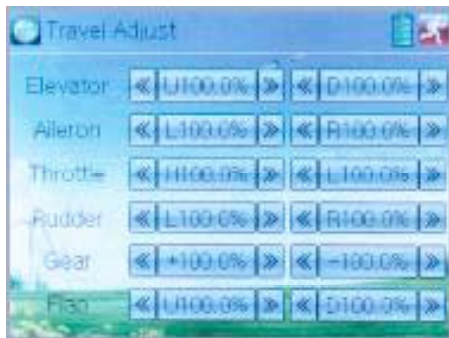 Travel Adjust
Elevator U100.0% D100.0%
Aileron L100.0% R100.0%
Throttle H100.0% L100.0%
Rudder L100.0% R100.0%
Gear +100.0% -100.0%
Flap U100.0% D100.0%